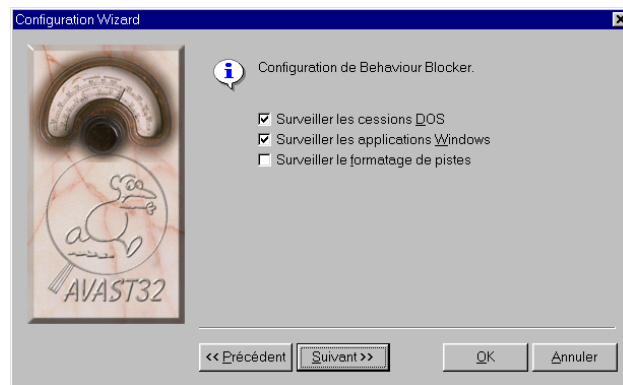 Configuration Wizard
Configuration de Behaviour Blocker.
Surveiller les cessions DOS
Surveiller les applications Windows
Surveiller le formatage de pistes
AVAST32
<< Précédent Suivant >> OK Annuler